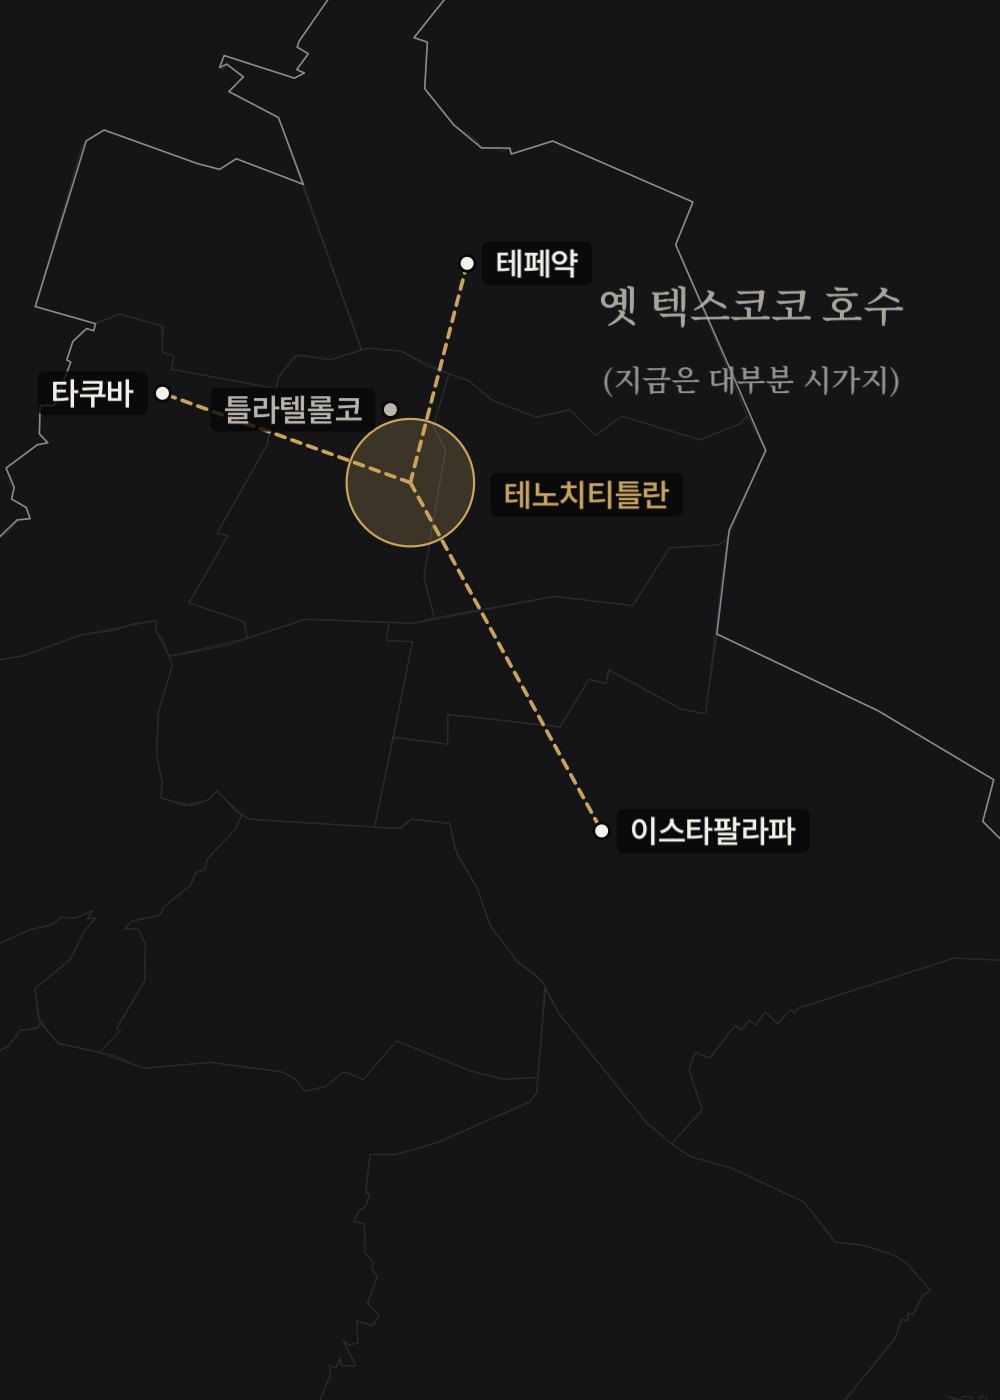 테페약
옛 텍스코코 호수
(지금은 대부분 시가지)
타쿠바
틀라텔롤코
테노치티틀란
이스타팔라파